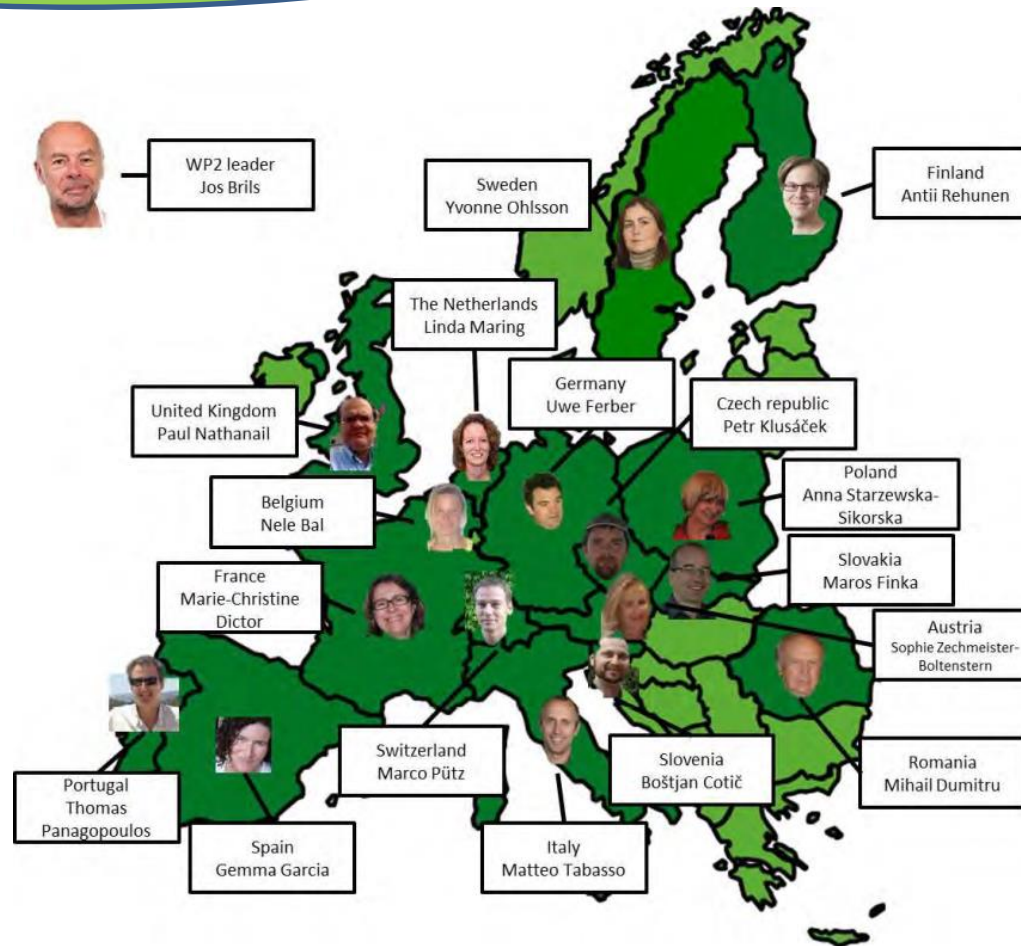 WP2 leader
Jos Brils
Sweden
Yvonne Ohlsson
Finland
Antii Rehunen
The Netherlands
Linda Maring
Germany
Uwe Ferber
Czech republic
Petr Klusáček
United Kingdom
Paul Nathanail
Poland
Anna Starzewska-
Sikorska
Belgium
Nele Bal
Slovakia
Maros Finka
France
Marie-Christine
Dictor
Austria
Sophie Zechmeister-
Boltenstern
Switzerland
Marco Pütz
Slovenia
Boštjan Cotič
Romania
Mihail Dumitru
Portugal
Thomas
Panagopoulos
Spain
Gemma Garcia
Italy
Matteo Tabasso